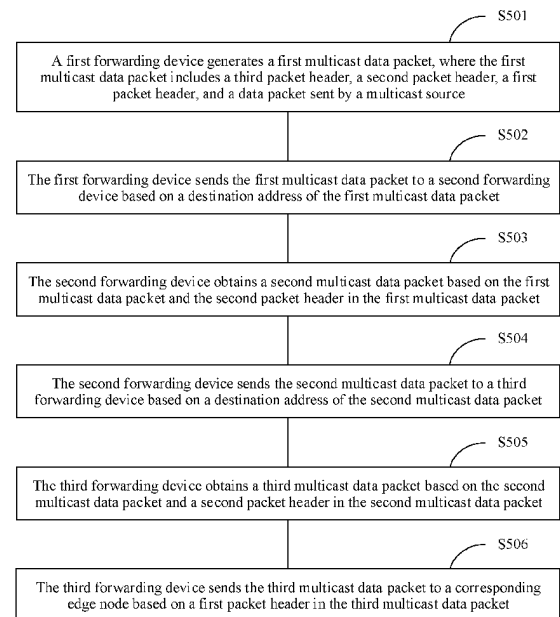 S501
A first forwarding device generates a first multicast data packet, where the first
multicast data packet includes a third packet header, a second packet header, a first
packet header, and a data packet sent by a multicast source
S502
The first forwarding device sends the first multicast data packet to a second forwarding
device based on a destination address of the first multicast data packet
S503
The second forwarding device obtains a second multicast data packet based on the first
multicast data packet and the second packet header in the first multicast data packet
S504
The second forwarding device sends the second multicast data packet to a third
forwarding device based on a destination address of the second multicast data packet
S505
The third forwarding device obtains a third multicast data packet based on the second
multicast data packet and a second packet header in the second multicast data packet
S506
The third forwarding device sends the third multicast data packet to a corresponding
edge node based on a first packet header in the third multicast data packet